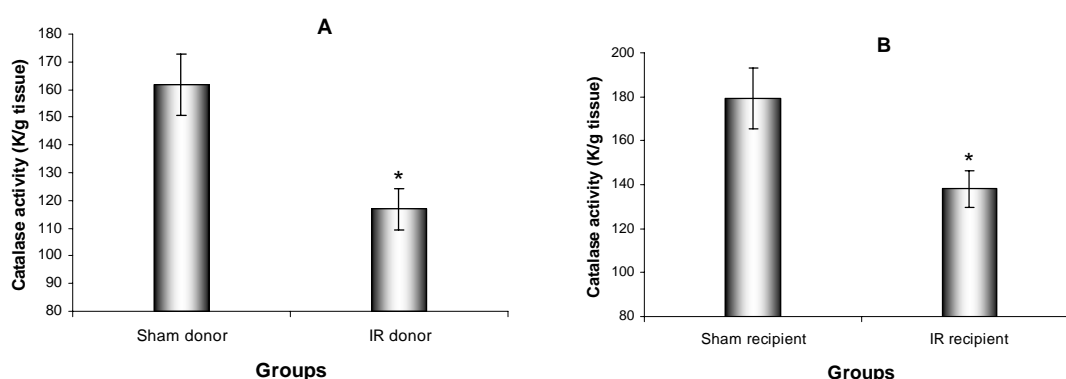 A
Catalase activity (K/g tissue)
180
170
160
150
140
130
120
110
100
90
80
*
Sham donor
IR donor
Groups
B
Catalase activity (K/g tissue)
200
180
160
140
120
100
80
*
Sham recipient
IR recipient
Groups